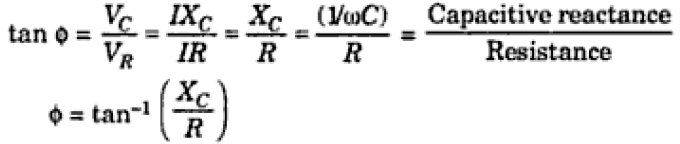 tan ϕ = V_C / V_R = IX_C / IR = X_C / R = (1/ωC) / R = Capacitive reactance / Resistance
ϕ = tan⁻¹ (X_C / R)